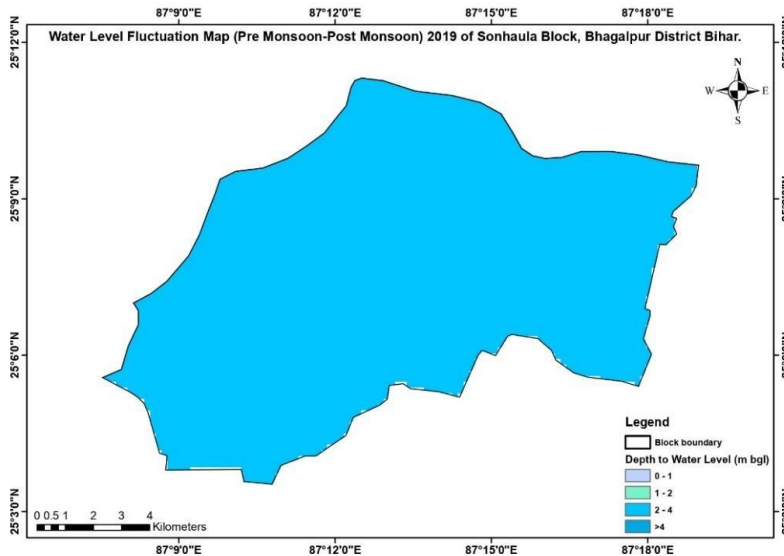 87°9'0"E 87°12'0"E 87°15'0"E 87°18'0"E
Water Level Fluctuation Map (Pre Monsoon-Post Monsoon) 2019 of Sonhaula Block, Bhagalpur District Bihar.
N
W E
S
25°12'0"N
25°9'0"N
25°6'0"N
25°3'0"N
Legend
Block boundary
Depth to Water Level (m bgl)
0 - 1
1 - 2
2 - 4
>4
0 0.5 1 2 3 4
Kilometers
87°9'0"E 87°12'0"E 87°15'0"E 87°18'0"E